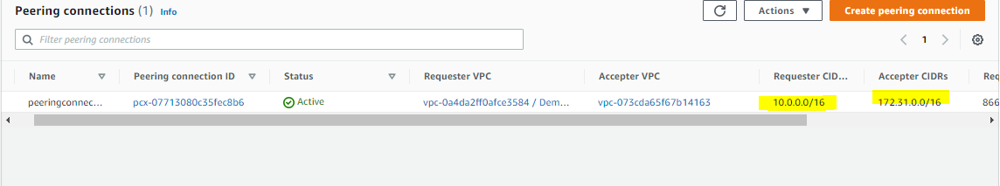 Peering connections (1) Info
Actions ▼
Create peering connection
Filter peering connections
1
Name Peering connection ID Status Requester VPC Accepter VPC Requester CID... Accepter CIDRs Req
peeringconnec... pcx-07713080c35fec8b6 Active vpc-0a4da2ff0afce3584 / Dem... vpc-073cda65f67b14163 10.0.0.0/16 172.31.0.0/16 866